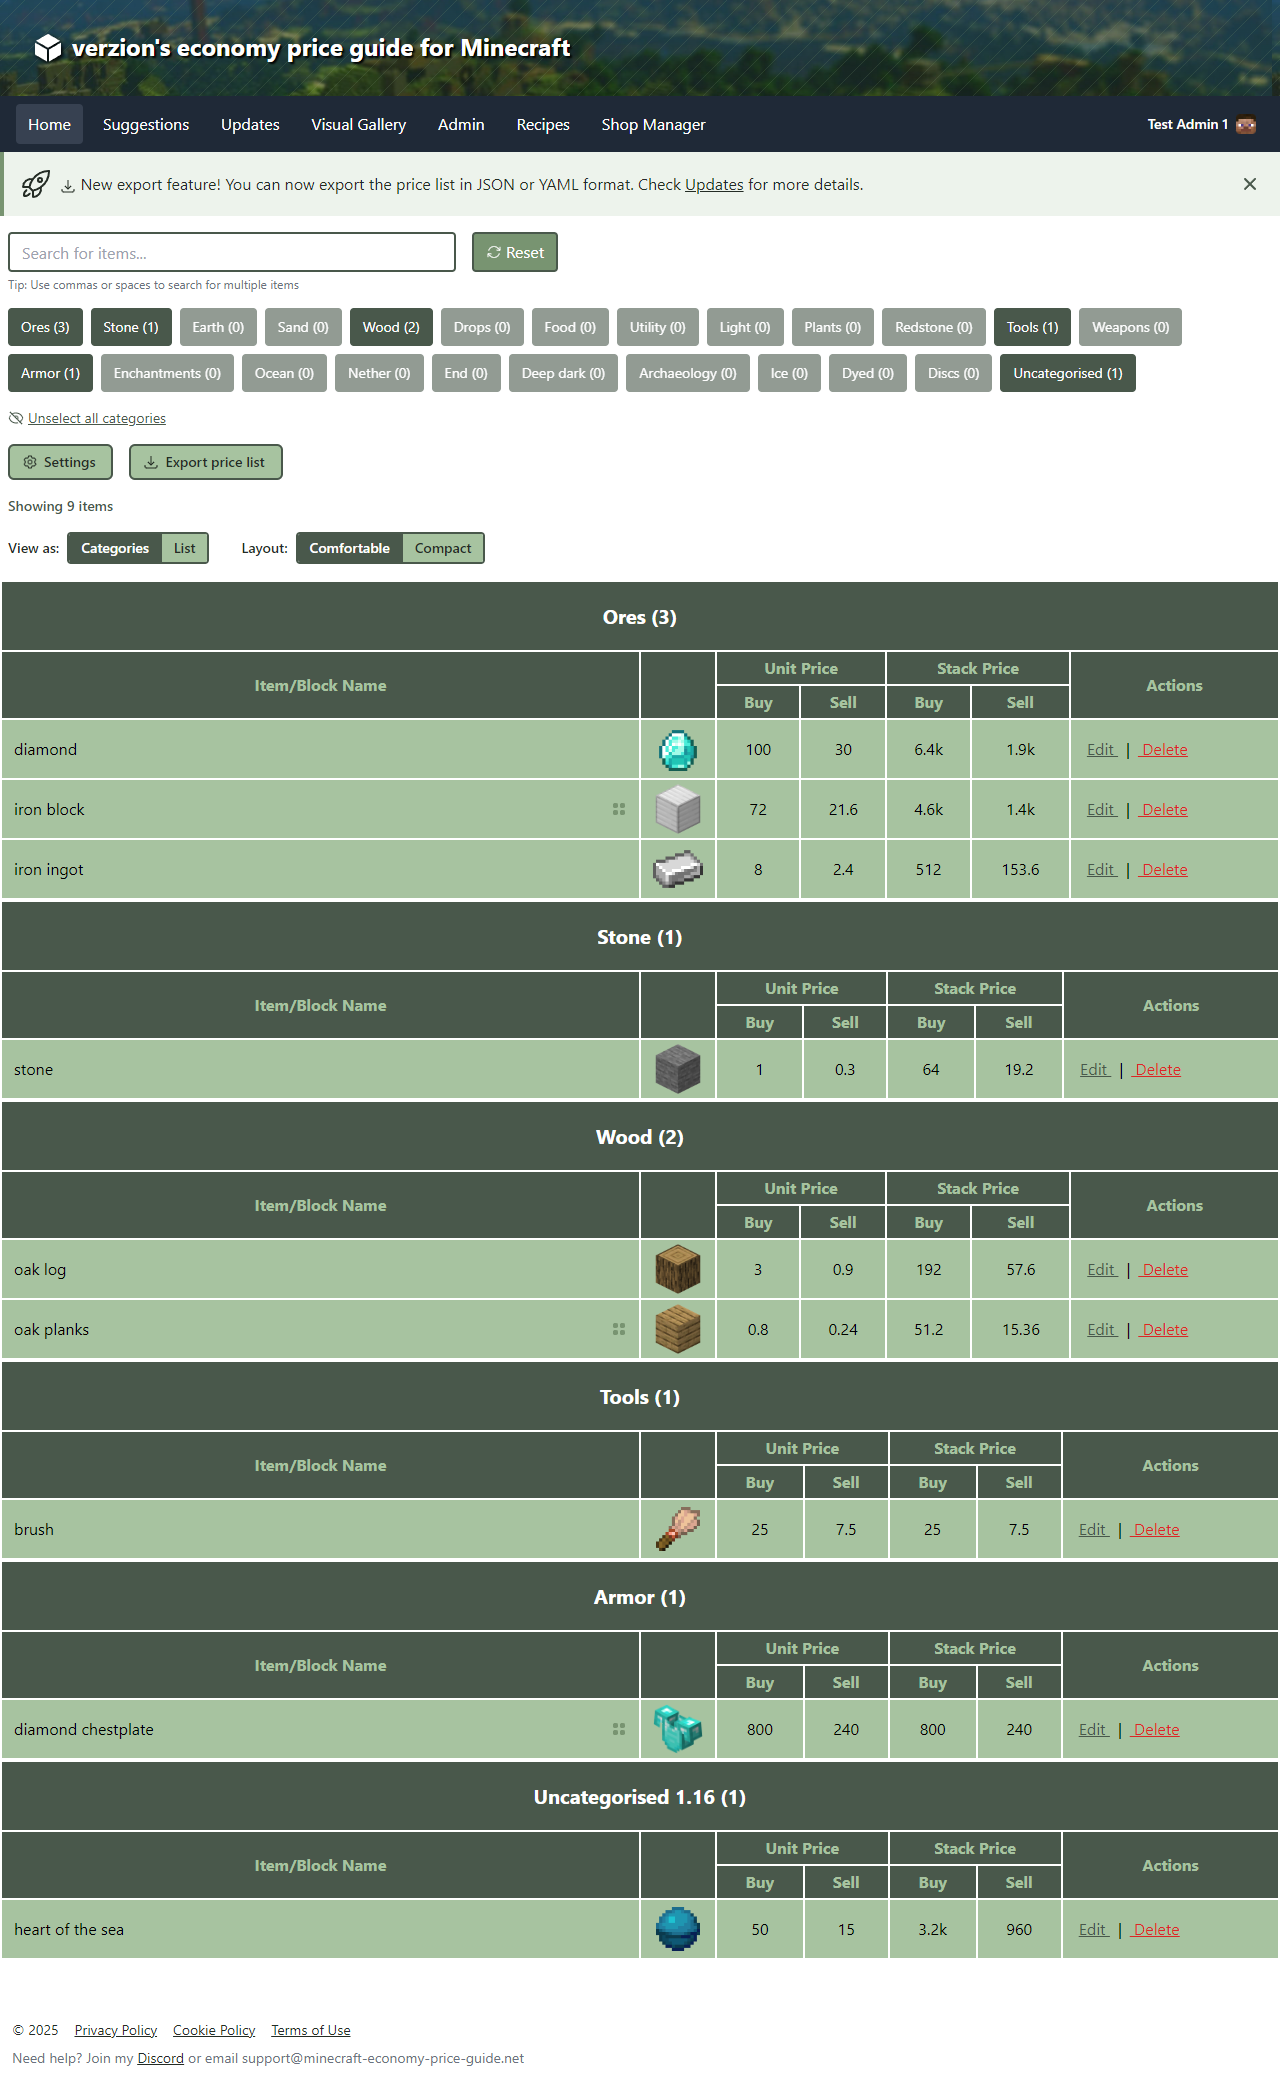 verzion's economy price guide for Minecraft
Home Suggestions Updates Visual Gallery Admin Recipes Shop Manager Test Admin 1
New export feature! You can now export the price list in JSON or YAML format. Check Updates for more details.
Search for items...
Reset
Tip: Use commas or spaces to search for multiple items
Ores (3) Stone (1) Earth (0) Sand (0) Wood (2) Drops (0) Food (0) Utility (0) Light (0) Plants (0) Redstone (0) Tools (1) Weapons (0)
Armor (1) Enchantments (0) Ocean (0) Nether (0) End (0) Deep dark (0) Archaeology (0) Ice (0) Dyed (0) Discs (0) Uncategorised (1)
Unselect all categories
Settings Export price list
Showing 9 items
View as: Categories List Layout: Comfortable Compact
Ores (3)
Item/Block Name Unit Price Stack Price Actions
Buy Sell Buy Sell
diamond 100 30 6.4k 1.9k Edit | Delete
iron block 72 21.6 4.6k 1.4k Edit | Delete
iron ingot 8 2.4 512 153.6 Edit | Delete
Stone (1)
Item/Block Name Unit Price Stack Price Actions
Buy Sell Buy Sell
stone 1 0.3 64 19.2 Edit | Delete
Wood (2)
Item/Block Name Unit Price Stack Price Actions
Buy Sell Buy Sell
oak log 3 0.9 192 57.6 Edit | Delete
oak planks 0.8 0.24 51.2 15.36 Edit | Delete
Tools (1)
Item/Block Name Unit Price Stack Price Actions
Buy Sell Buy Sell
brush 25 7.5 25 7.5 Edit | Delete
Armor (1)
Item/Block Name Unit Price Stack Price Actions
Buy Sell Buy Sell
diamond chestplate 800 240 800 240 Edit | Delete
Uncategorised 1.16 (1)
Item/Block Name Unit Price Stack Price Actions
Buy Sell Buy Sell
heart of the sea 50 15 3.2k 960 Edit | Delete
© 2025 Privacy Policy Cookie Policy Terms of Use
Need help? Join my Discord or email support@minecraft-economy-price-guide.net